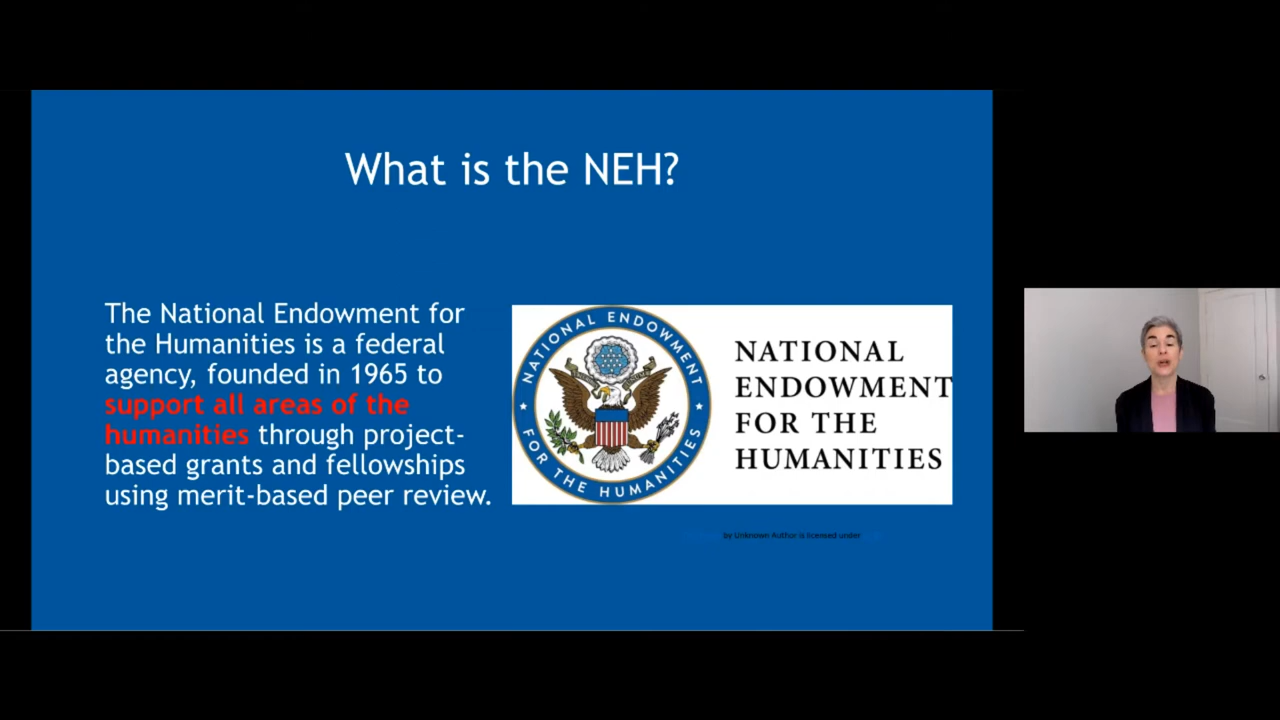 What is the NEH?
The National Endowment for
the Humanities is a federal
agency, founded in 1965 to
support all areas of the
humanities through project-
based grants and fellowships
using merit-based peer review.
NATIONAL ENDOWMENT
FOR THE HUMANITIES
NATIONAL
ENDOWMENT
FOR THE
HUMANITIES
by Unknown Author is licensed under